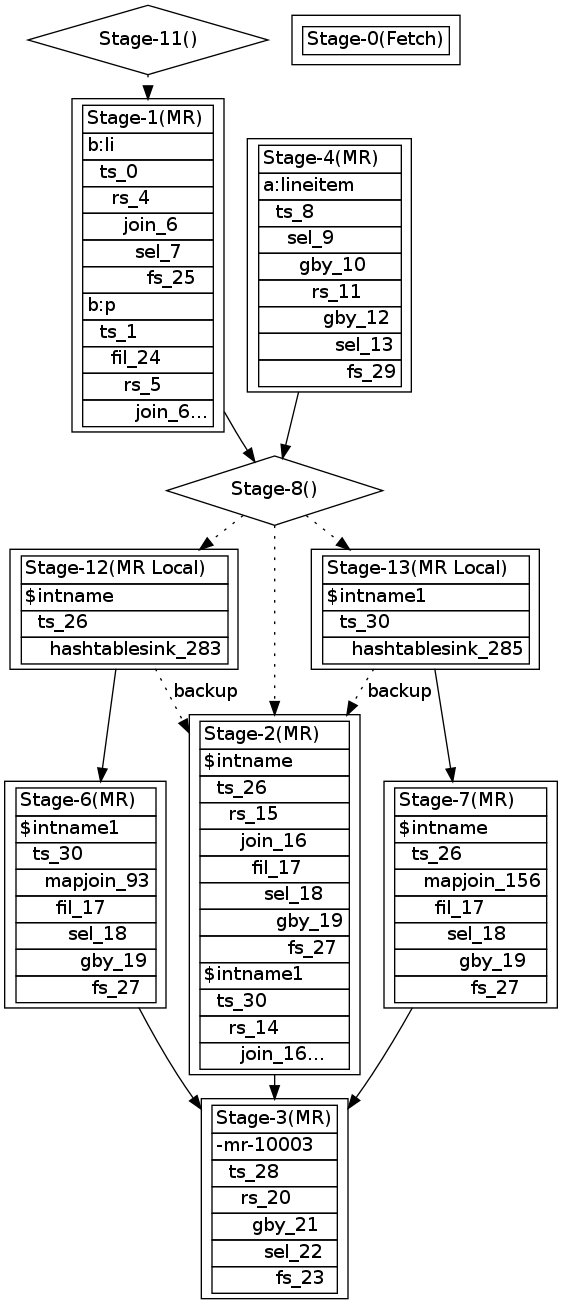 Stage-11()
Stage-0(Fetch)
Stage-1(MR)
b:li
ts_0
rs_4
join_6
sel_7
fs_25
b:p
ts_1
fil_24
rs_5
join_6...
Stage-4(MR)
a:lineitem
ts_8
sel_9
gby_10
rs_11
gby_12
sel_13
fs_29
Stage-8()
Stage-12(MR Local)
$intname
ts_26
hashtablesink_283
Stage-13(MR Local)
$intname1
ts_30
hashtablesink_285
backup
backup
Stage-6(MR)
$intname1
ts_30
mapjoin_93
fil_17
sel_18
gby_19
fs_27
Stage-2(MR)
$intname
ts_26
rs_15
join_16
fil_17
sel_18
gby_19
fs_27
$intname1
ts_30
rs_14
join_16...
Stage-7(MR)
$intname
ts_26
mapjoin_156
fil_17
sel_18
gby_19
fs_27
Stage-3(MR)
-mr-10003
ts_28
rs_20
gby_21
sel_22
fs_23